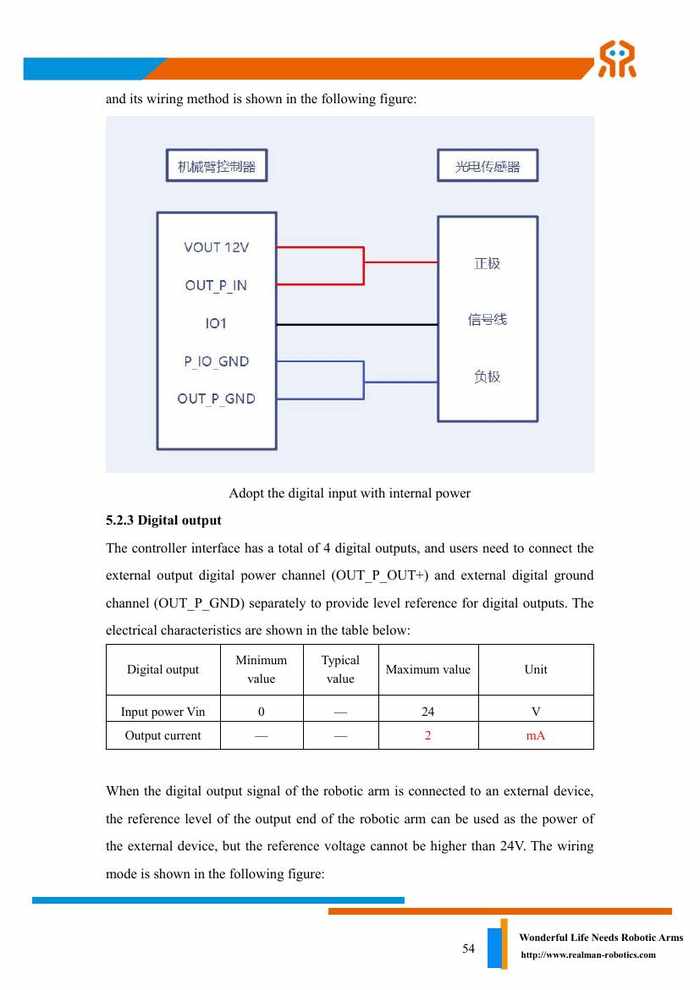 and its wiring method is shown in the following figure:
机械臂控制器
光电传感器
VOUT 12V
OUT_P_IN
IO1
P_IO_GND
OUT_P_GND
正极
信号线
负极
Adopt the digital input with internal power
5.2.3 Digital output
The controller interface has a total of 4 digital outputs, and users need to connect the
external output digital power channel (OUT_P_OUT+) and external digital ground
channel (OUT_P_GND) separately to provide level reference for digital outputs. The
electrical characteristics are shown in the table below:
Digital output Minimum value Typical value Maximum value Unit
Input power Vin 0 — 24 V
Output current — — 2 mA
When the digital output signal of the robotic arm is connected to an external device,
the reference level of the output end of the robotic arm can be used as the power of
the external device, but the reference voltage cannot be higher than 24V. The wiring
mode is shown in the following figure:
54
Wonderful Life Needs Robotic Arms
http://www.realman-robotics.com